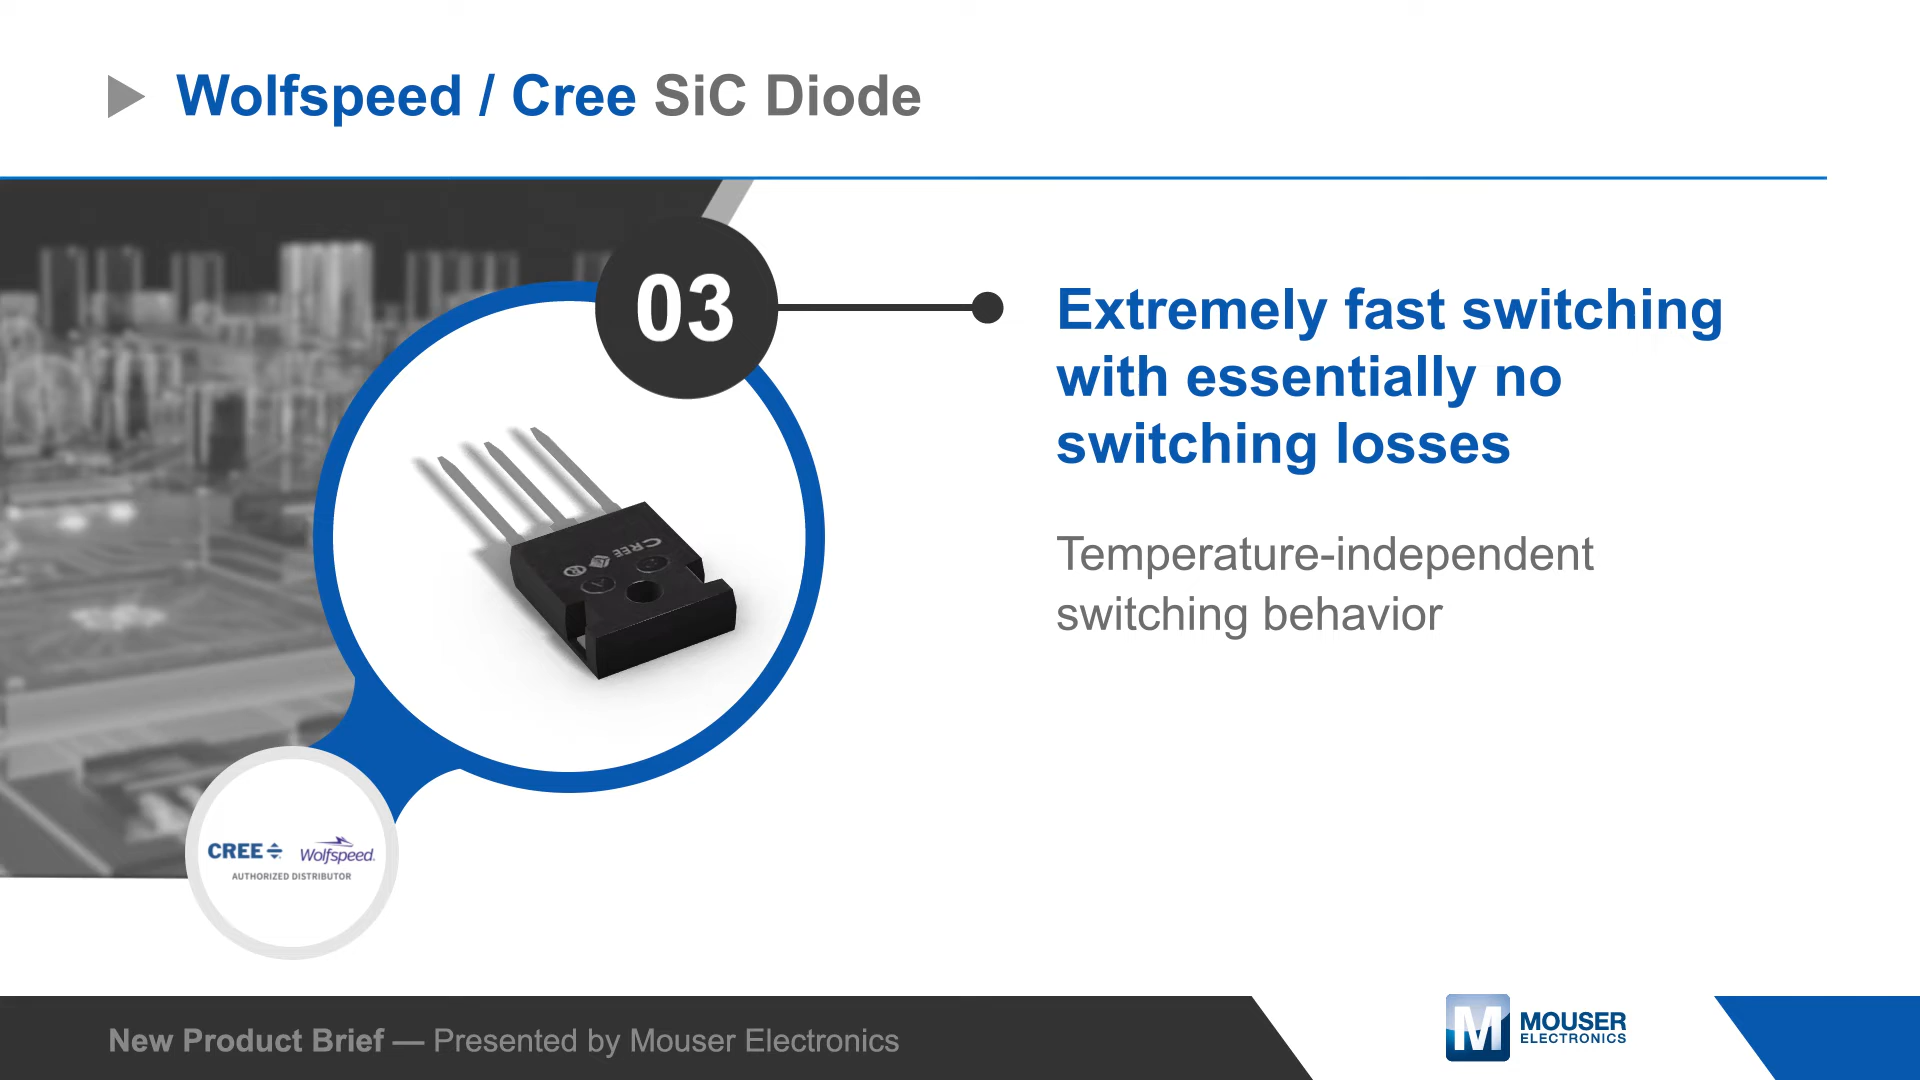 Wolfspeed / Cree SiC Diode
03
Extremely fast switching
with essentially no
switching losses
Temperature-independent
switching behavior
CREE
CREE
Wolfspeed.
AUTHORIZED DISTRIBUTOR
New Product Brief — Presented by Mouser Electronics
M
MOUSER
ELECTRONICS